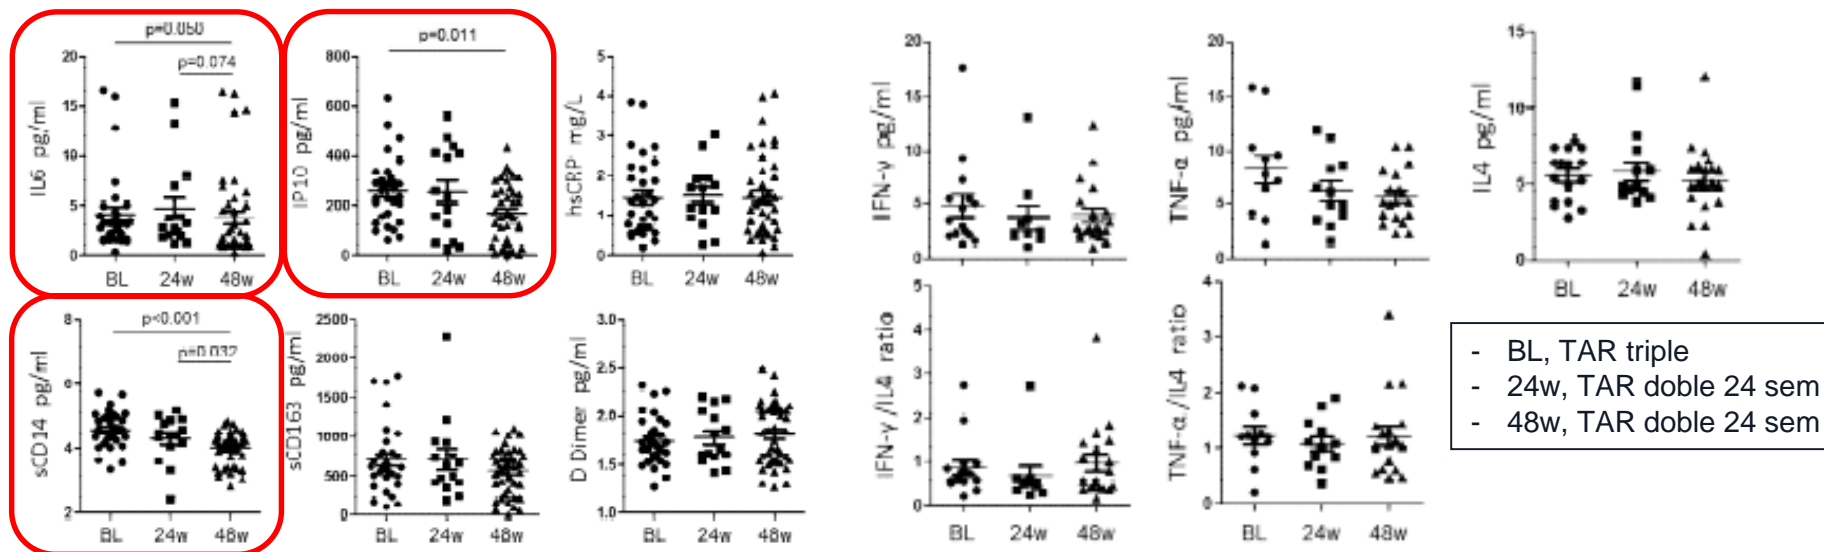 p=0.050
p=0.074
IL6 pg/ml
20
15
10
5
0
BL 24w 48w
p=0.011
IP10 pg/ml
800
600
400
200
0
BL 24w 48w
hsCRP mg/L
5
4
3
2
1
0
BL 24w 48w
IFN-γ pg/ml
20
15
10
5
0
TNF-α pg/ml
20
15
10
5
0
IL4 pg/ml
15
10
5
0
BL 24w 48w
p<0.001
p=0.032
sCD14 pg/ml
8
6
4
2
BL 24w 48w
sCD163 pg/ml
2500
2000
1500
1000
500
0
BL 24w 48w
D Dimer pg/ml
3.0
2.5
2.0
1.5
1.0
BL 24w 48w
IFN-γ/IL4 ratio
5
4
3
2
1
0
BL 24w 48w
TNF-α/IL4 ratio
4
3
2
1
0
BL 24w 48w
- BL, TAR triple
- 24w, TAR doble 24 sem
- 48w, TAR doble 24 sem